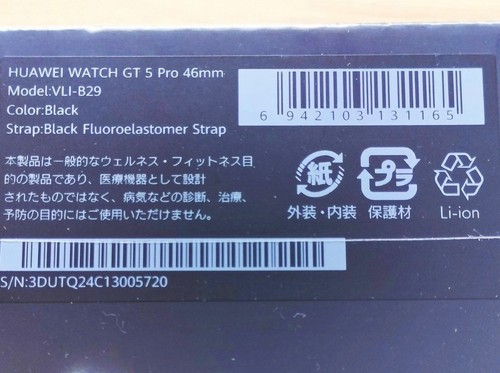 HUAWEI WATCH GT 5 Pro 46mm
Model:VLI-B29
Color:Black
Strap:Black Fluoroelastomer Strap
6 942103 131165
本製品は一般的なウェルネス・フィットネス目
的の製品であり、医療機器として設計
されたものではなく、病気などの診断、治療、
予防の目的にはご使用いただけません。
紙
外装・内装
プラ
保護材
Li-ion
S/N:3DUTQ24C13005720